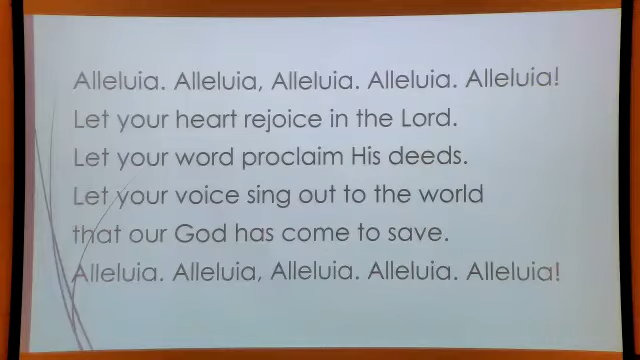 Alleluia. Alleluia, Alleluia. Alleluia. Alleluia!
Let your heart rejoice in the Lord.
Let your word proclaim His deeds.
Let your voice sing out to the world
that our God has come to save.
Alleluia. Alleluia, Alleluia. Alleluia. Alleluia!